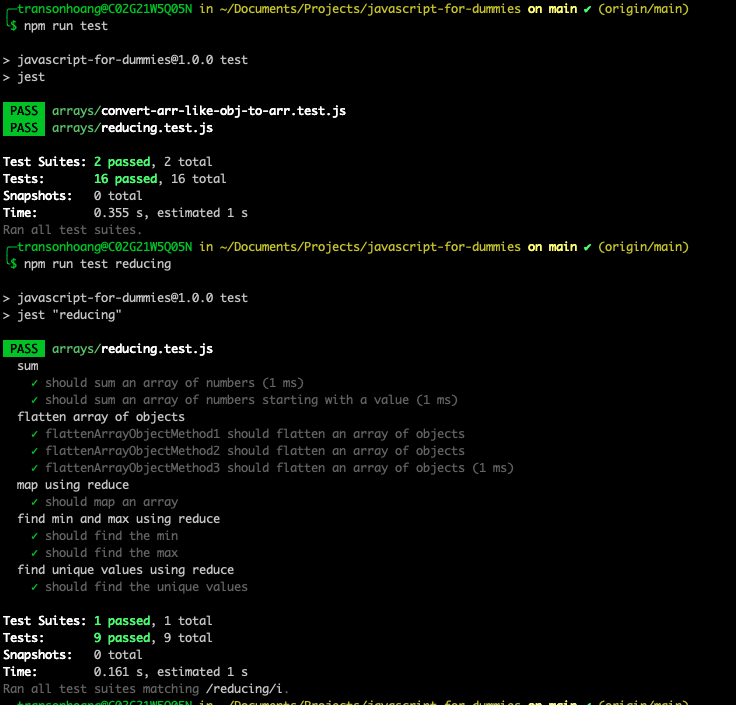 transonhoang@C0ZG21W5Q05N in ~/Documents/Projects/javascript-for-dummies on main ✔ (origin/main)
$ npm run test
> javascript-for-dummies@1.0.0 test
> jest
PASS arrays/convert-arr-like-obj-to-arr.test.js
PASS arrays/reducing.test.js
Test Suites: 2 passed, 2 total
Tests: 16 passed, 16 total
Snapshots: 0 total
Time: 0.355 s, estimated 1 s
Ran all test suites.
transonhoang@C0ZG21W5Q05N in ~/Documents/Projects/javascript-for-dummies on main ✔ (origin/main)
$ npm run test reducing
> javascript-for-dummies@1.0.0 test
> jest "reducing"
PASS arrays/reducing.test.js
sum
✓ should sum an array of numbers (1 ms)
✓ should sum an array of numbers starting with a value (1 ms)
flatten array of objects
✓ flattenArrayObjectMethod1 should flatten an array of objects
✓ flattenArrayObjectMethod2 should flatten an array of objects
✓ flattenArrayObjectMethod3 should flatten an array of objects (1 ms)
map using reduce
✓ should map an array
find min and max using reduce
✓ should find the min
✓ should find the max
find unique values using reduce
✓ should find the unique values
Test Suites: 1 passed, 1 total
Tests: 9 passed, 9 total
Snapshots: 0 total
Time: 0.161 s, estimated 1 s
Ran all test suites matching /reducing/i.